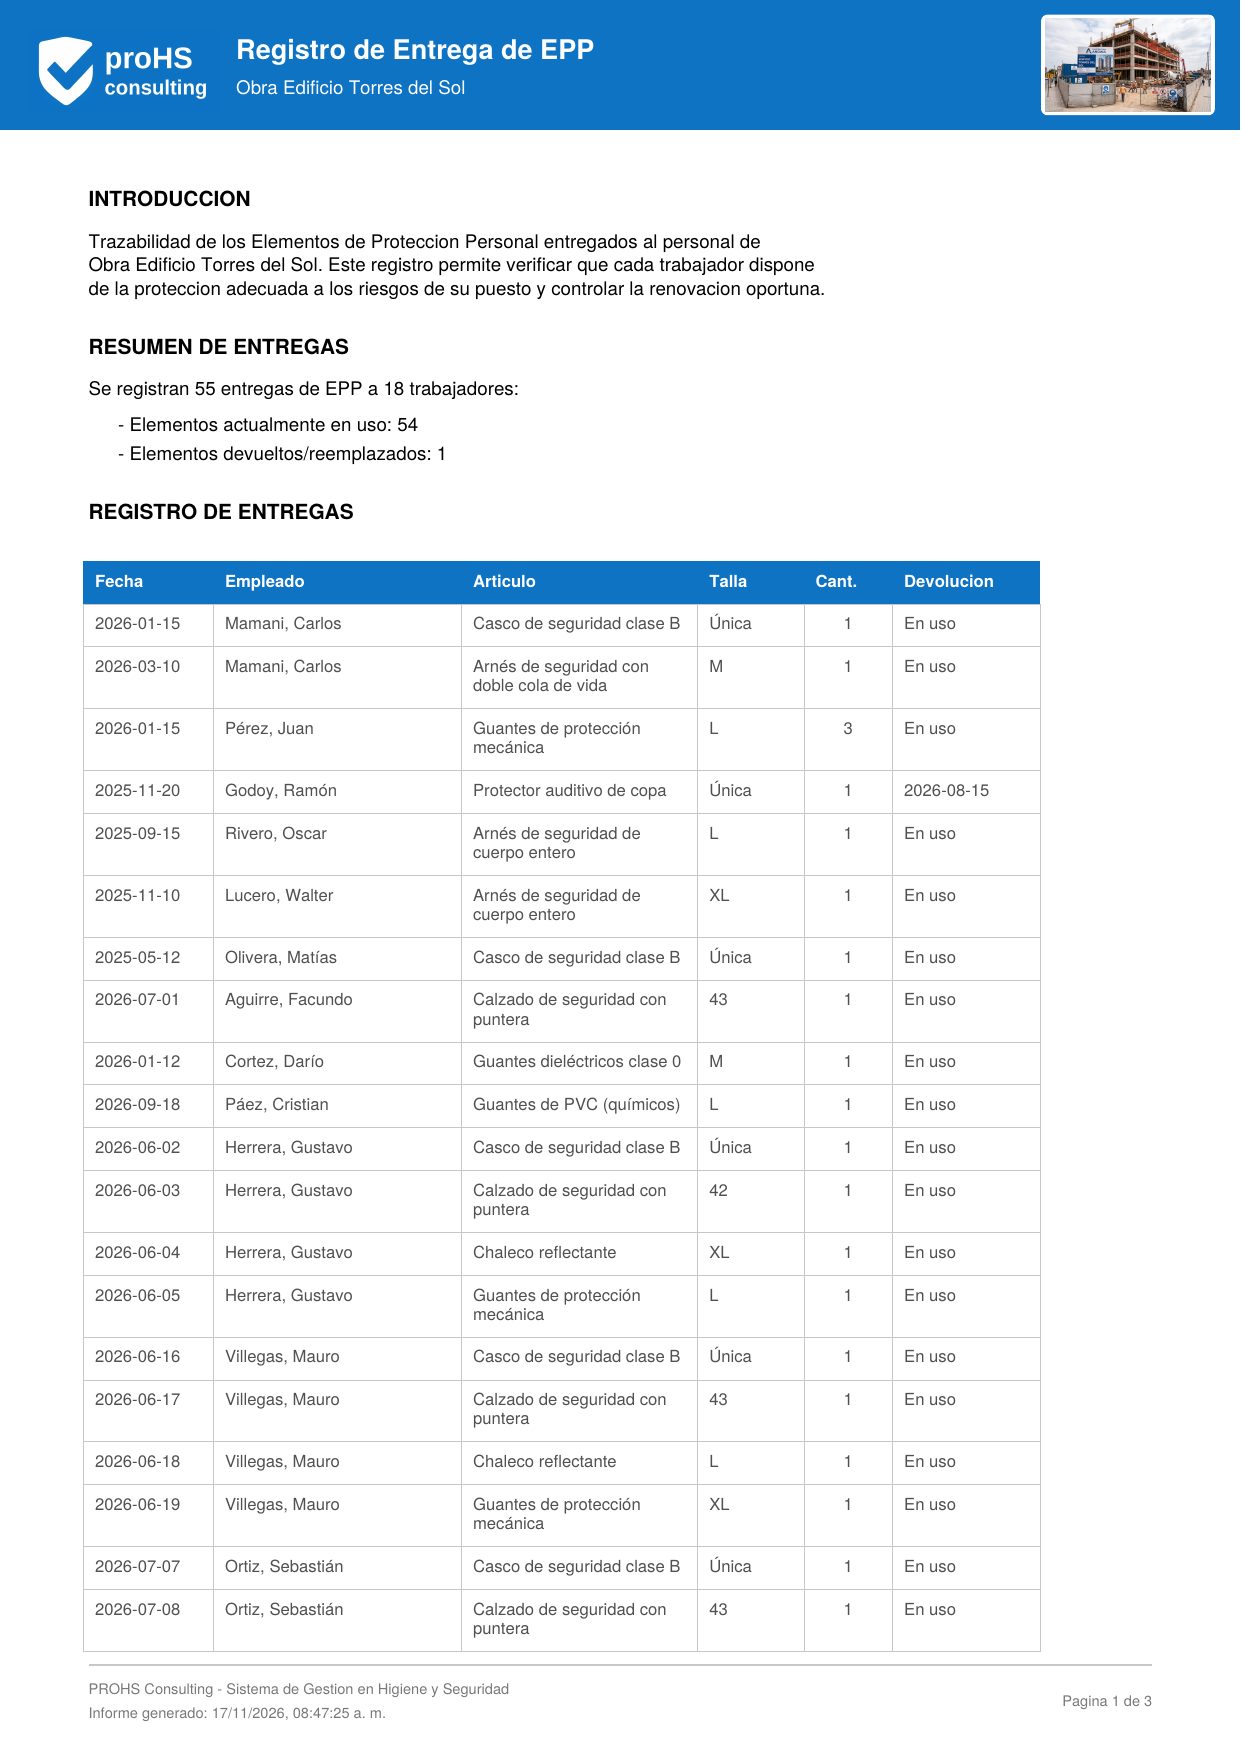 proHS
consulting
Registro de Entrega de EPP
Obra Edificio Torres del Sol
INTRODUCCION
Trazabilidad de los Elementos de Proteccion Personal entregados al personal de
Obra Edificio Torres del Sol. Este registro permite verificar que cada trabajador dispone
de la proteccion adecuada a los riesgos de su puesto y controlar la renovacion oportuna.
RESUMEN DE ENTREGAS
Se registran 55 entregas de EPP a 18 trabajadores:
- Elementos actualmente en uso: 54
- Elementos devueltos/reemplazados: 1
REGISTRO DE ENTREGAS
Fecha Empleado Articulo Talla Cant. Devolucion
2026-01-15 Mamani, Carlos Casco de seguridad clase B Única 1 En uso
2026-03-10 Mamani, Carlos Arnés de seguridad con M 1 En uso
doble cola de vida
2026-01-15 Pérez, Juan Guantes de protección L 3 En uso
mecánica
2025-11-20 Godoy, Ramón Protector auditivo de copa Única 1 2026-08-15
2025-09-15 Rivero, Oscar Arnés de seguridad de L 1 En uso
cuerpo entero
2025-11-10 Lucero, Walter Arnés de seguridad de XL 1 En uso
cuerpo entero
2025-05-12 Olivera, Matías Casco de seguridad clase B Única 1 En uso
2026-07-01 Aguirre, Facundo Calzado de seguridad con 43 1 En uso
puntera
2026-01-12 Cortez, Darío Guantes dieléctricos clase 0 M 1 En uso
2026-09-18 Páez, Cristian Guantes de PVC (químicos) L 1 En uso
2026-06-02 Herrera, Gustavo Casco de seguridad clase B Única 1 En uso
2026-06-03 Herrera, Gustavo Calzado de seguridad con 42 1 En uso
puntera
2026-06-04 Herrera, Gustavo Chaleco reflectante XL 1 En uso
2026-06-05 Herrera, Gustavo Guantes de protección L 1 En uso
mecánica
2026-06-16 Villegas, Mauro Casco de seguridad clase B Única 1 En uso
2026-06-17 Villegas, Mauro Calzado de seguridad con 43 1 En uso
puntera
2026-06-18 Villegas, Mauro Chaleco reflectante L 1 En uso
2026-06-19 Villegas, Mauro Guantes de protección XL 1 En uso
mecánica
2026-07-07 Ortiz, Sebastián Casco de seguridad clase B Única 1 En uso
2026-07-08 Ortiz, Sebastián Calzado de seguridad con 43 1 En uso
puntera
PROHS Consulting - Sistema de Gestion en Higiene y Seguridad
Informe generado: 17/11/2026, 08:47:25 a. m.
Pagina 1 de 3